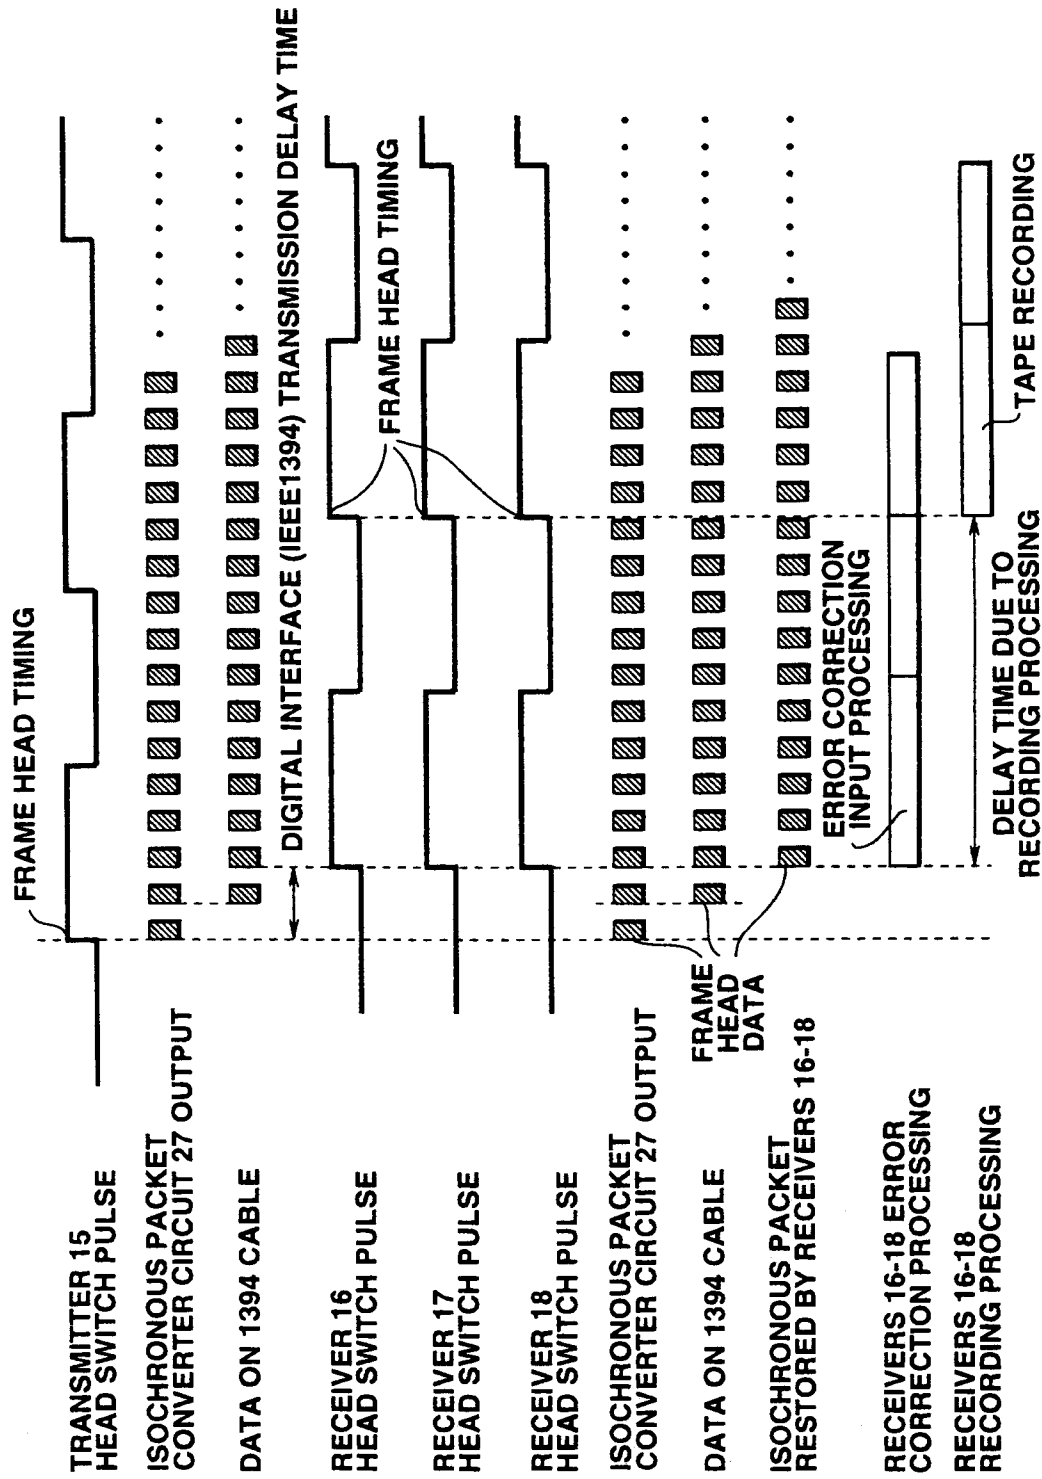 FRAME HEAD TIMING
TRANSMITTER 15
HEAD SWITCH PULSE
ISOCHRONOUS PACKET
CONVERTER CIRCUIT 27 OUTPUT
DATA ON 1394 CABLE
DIGITAL INTERFACE (IEEE1394) TRANSMISSION DELAY TIME
RECEIVER 16
HEAD SWITCH PULSE
FRAME HEAD TIMING
RECEIVER 17
HEAD SWITCH PULSE
RECEIVER 18
HEAD SWITCH PULSE
ISOCHRONOUS PACKET
CONVERTER CIRCUIT 27 OUTPUT
FRAME
HEAD
DATA
DATA ON 1394 CABLE
ISOCHRONOUS PACKET
RESTORED BY RECEIVERS 16-18
ERROR CORRECTION
INPUT PROCESSING
RECEIVERS 16-18 ERROR
CORRECTION PROCESSING
RECEIVERS 16-18
RECORDING PROCESSING
DELAY TIME DUE TO
RECORDING PROCESSING
TAPE RECORDING